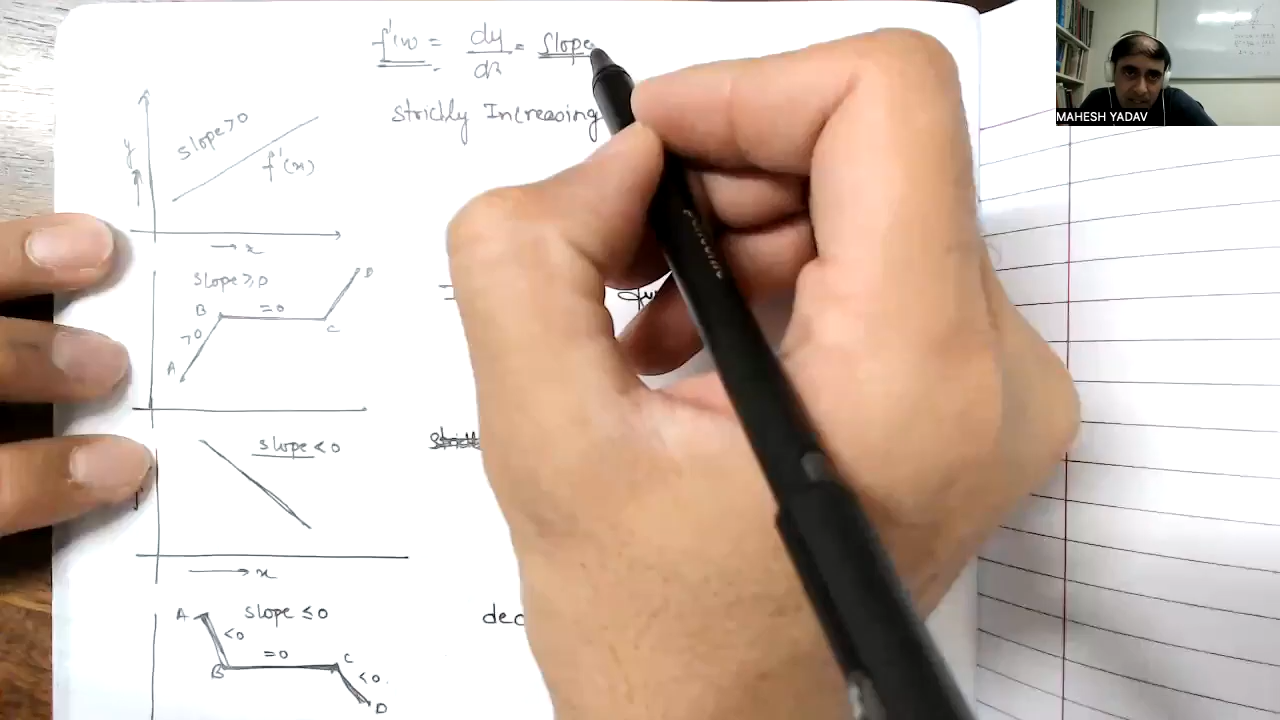 f'(x) = dy/dx = slope
strictly Increasing
slope > 0
f'(x)
y
→ x
slope ≥ 0
B = 0 C D
> 0
A
slope < 0
→ x
A slope ≤ 0
< 0
= 0
B C
< 0
D
MAHESH YADAV